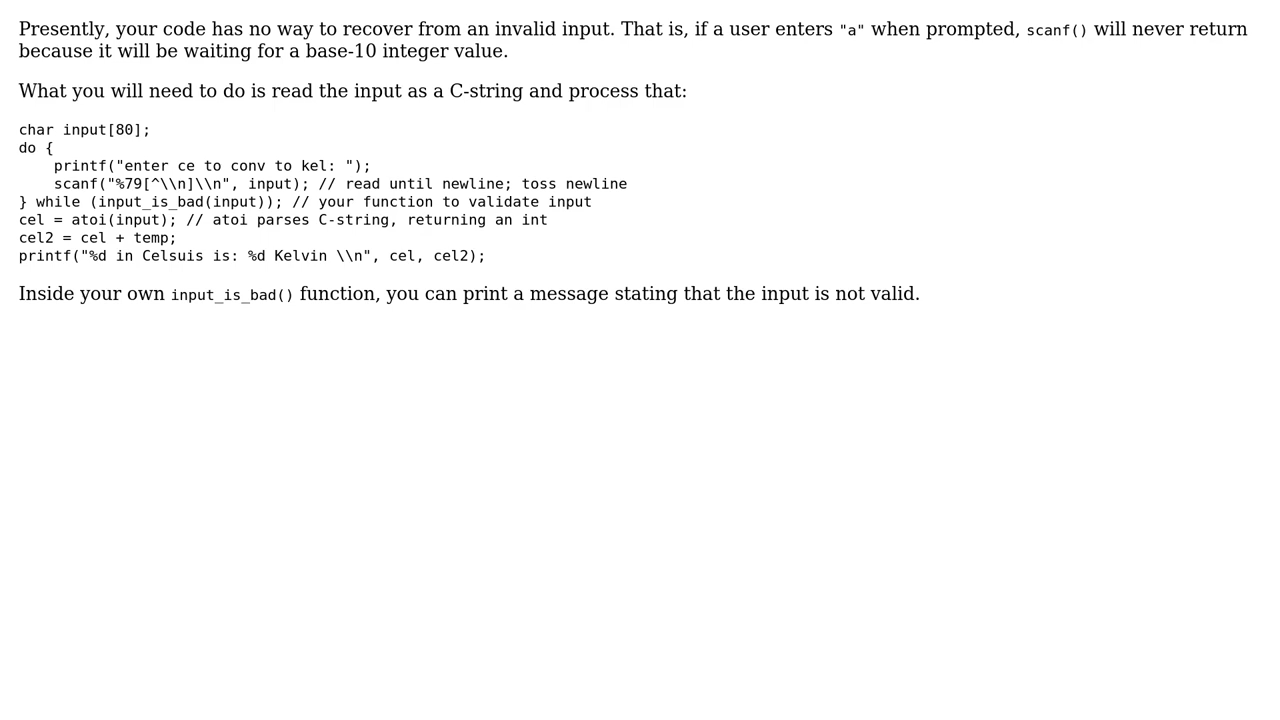 Presently, your code has no way to recover from an invalid input. That is, if a user enters "a" when prompted, scanf() will never return
because it will be waiting for a base-10 integer value.
What you will need to do is read the input as a C-string and process that:
char input[80];
do {
    printf("enter ce to conv to kel: ");
    scanf("%79[^\\n]\\n", input); // read until newline; toss newline
} while (input_is_bad(input)); // your function to validate input
cel = atoi(input); // atoi parses C-string, returning an int
cel2 = cel + temp;
printf("%d in Celsuis is: %d Kelvin \\n", cel, cel2);
Inside your own input_is_bad() function, you can print a message stating that the input is not valid.